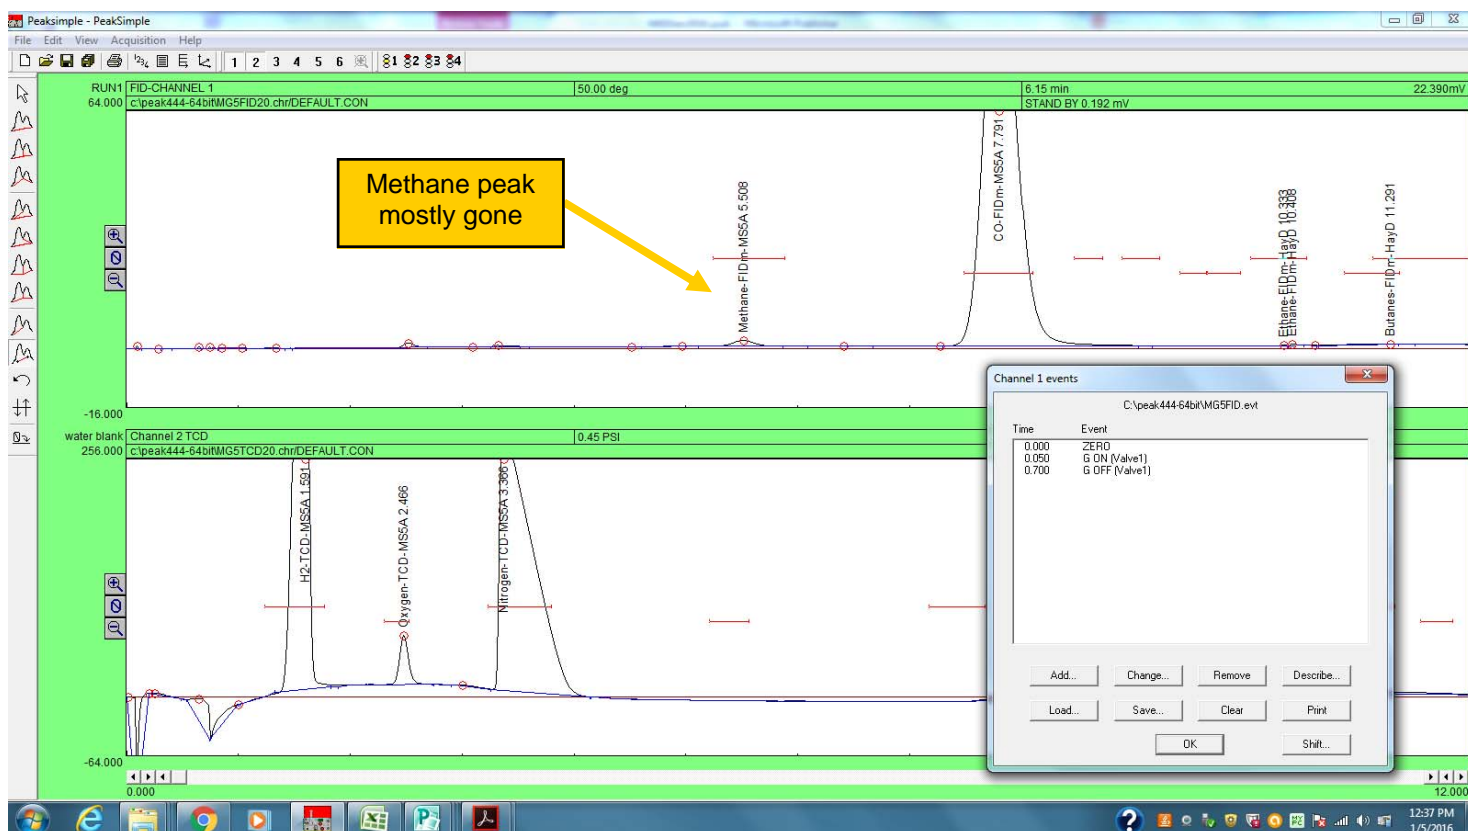 Peaksimple - PeakSimple
File Edit View Acquisition Help
1 2 3 4 5 6 81 82 83 84
RUN1 FID-CHANNEL 1 50.00 deg 6.15 min 22.390mV
64.000 c:\peak444-64bit\MG5FID20.chr/DEFAULT.CON STAND BY 0.192 mV
Methane peak
mostly gone
Methane-FIDm-MS5A 5.508
CO-FIDm-MS5A 7.791
Ethane-FIDm-HayD 10.333
Ethane-FIDm-HayD 10.408
Butanes-FIDm-HayD 11.291
-16.000
water blank Channel 2 TCD 0.45 PSI
256.000 c:\peak444-64bit\MG5TCD20.chr/DEFAULT.CON
H2-TCD-MS5A 1.591
Oxygen-TCD-MS5A 2.466
Nitrogen-TCD-MS5A 3.366
-64.000
0.000 12.000
Channel 1 events
C:\peak444-64bit\MG5FID.evt
Time Event
0.000 ZERO
0.050 G ON (Valve1)
0.700 G OFF (Valve1)
Add... Change... Remove Describe...
Load... Save... Clear Print
OK Shift...
12:37 PM
1/5/2016